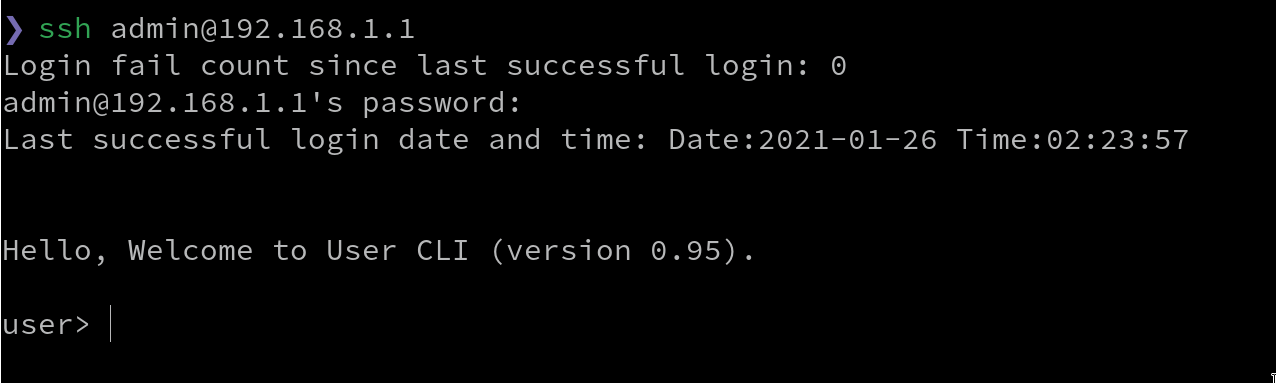 ❯ ssh admin@192.168.1.1
Login fail count since last successful login: 0
admin@192.168.1.1's password:
Last successful login date and time: Date:2021-01-26 Time:02:23:57
Hello, Welcome to User CLI (version 0.95).
user>